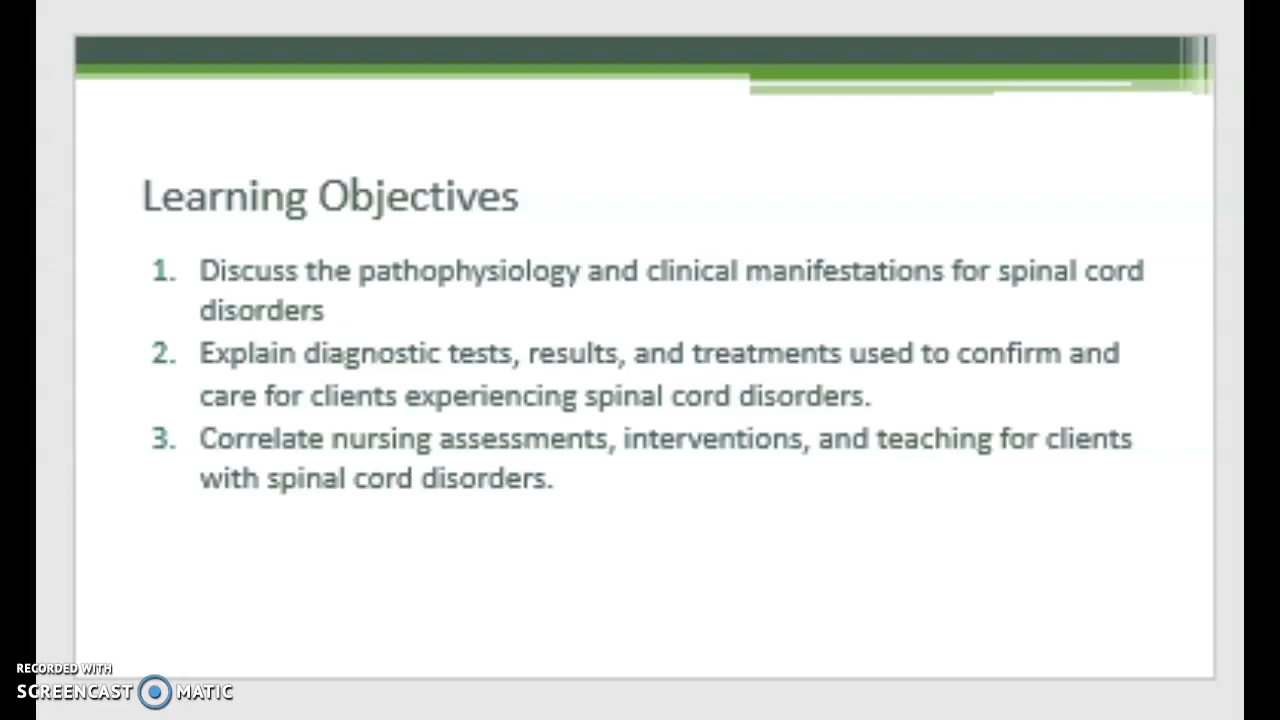 Learning Objectives
1. Discuss the pathophysiology and clinical manifestations for spinal cord
disorders
2. Explain diagnostic tests, results, and treatments used to confirm and
care for clients experiencing spinal cord disorders.
3. Correlate nursing assessments, interventions, and teaching for clients
with spinal cord disorders.
RECORDED WITH
SCREENCAST MATIC